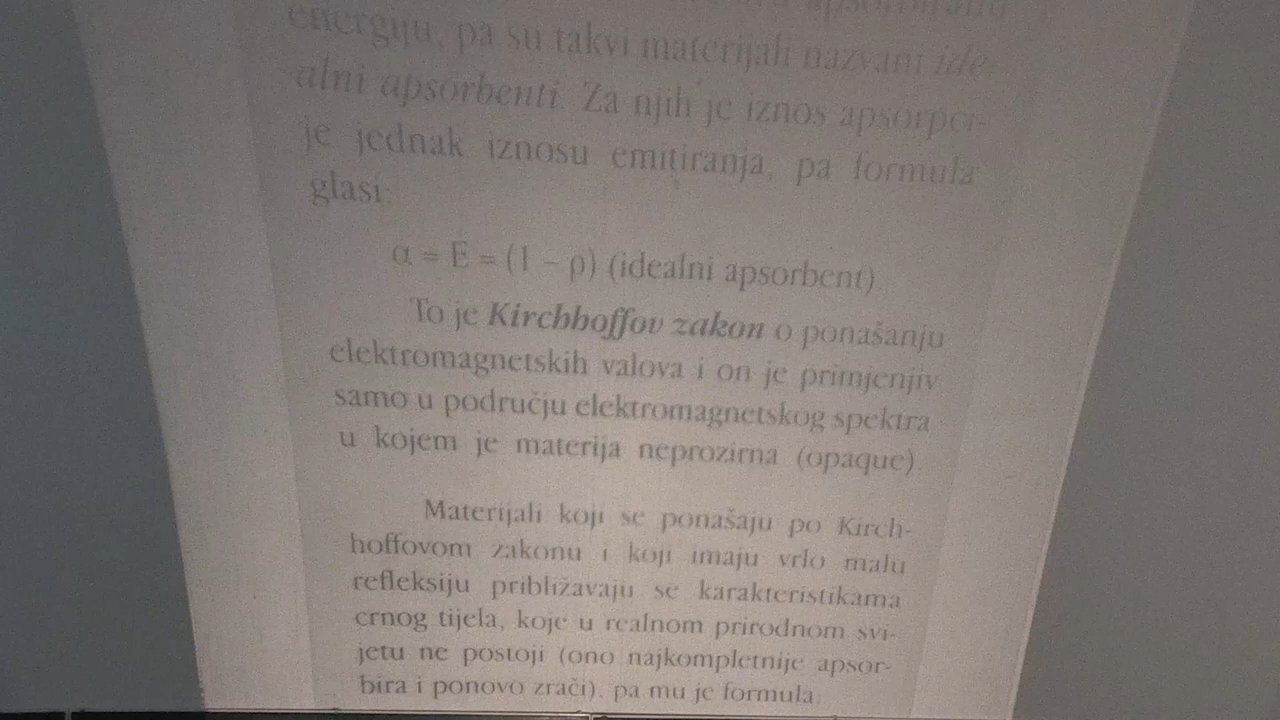 energiju, pa su takvi materijali nazvani ide-
alni apsorbenti. Za njih je iznos apsorpci-
je jednak iznosu emitiranja, pa formula
glasi:
α = E = (1 − ρ) (idealni apsorbent).
To je Kirchhoffov zakon o ponašanju
elektromagnetskih valova i on je primjenjiv
samo u području elektromagnetskog spektra
u kojem je materija neprozirna (opaque).
Materijali koji se ponašaju po Kirch-
hoffovom zakonu i koji imaju vrlo malu
refleksiju približavaju se karakteristikama
crnog tijela, koje u realnom prirodnom svi-
jetu ne postoji (ono najkompletnije apsor-
bira i ponovo zrači), pa mu je formula: